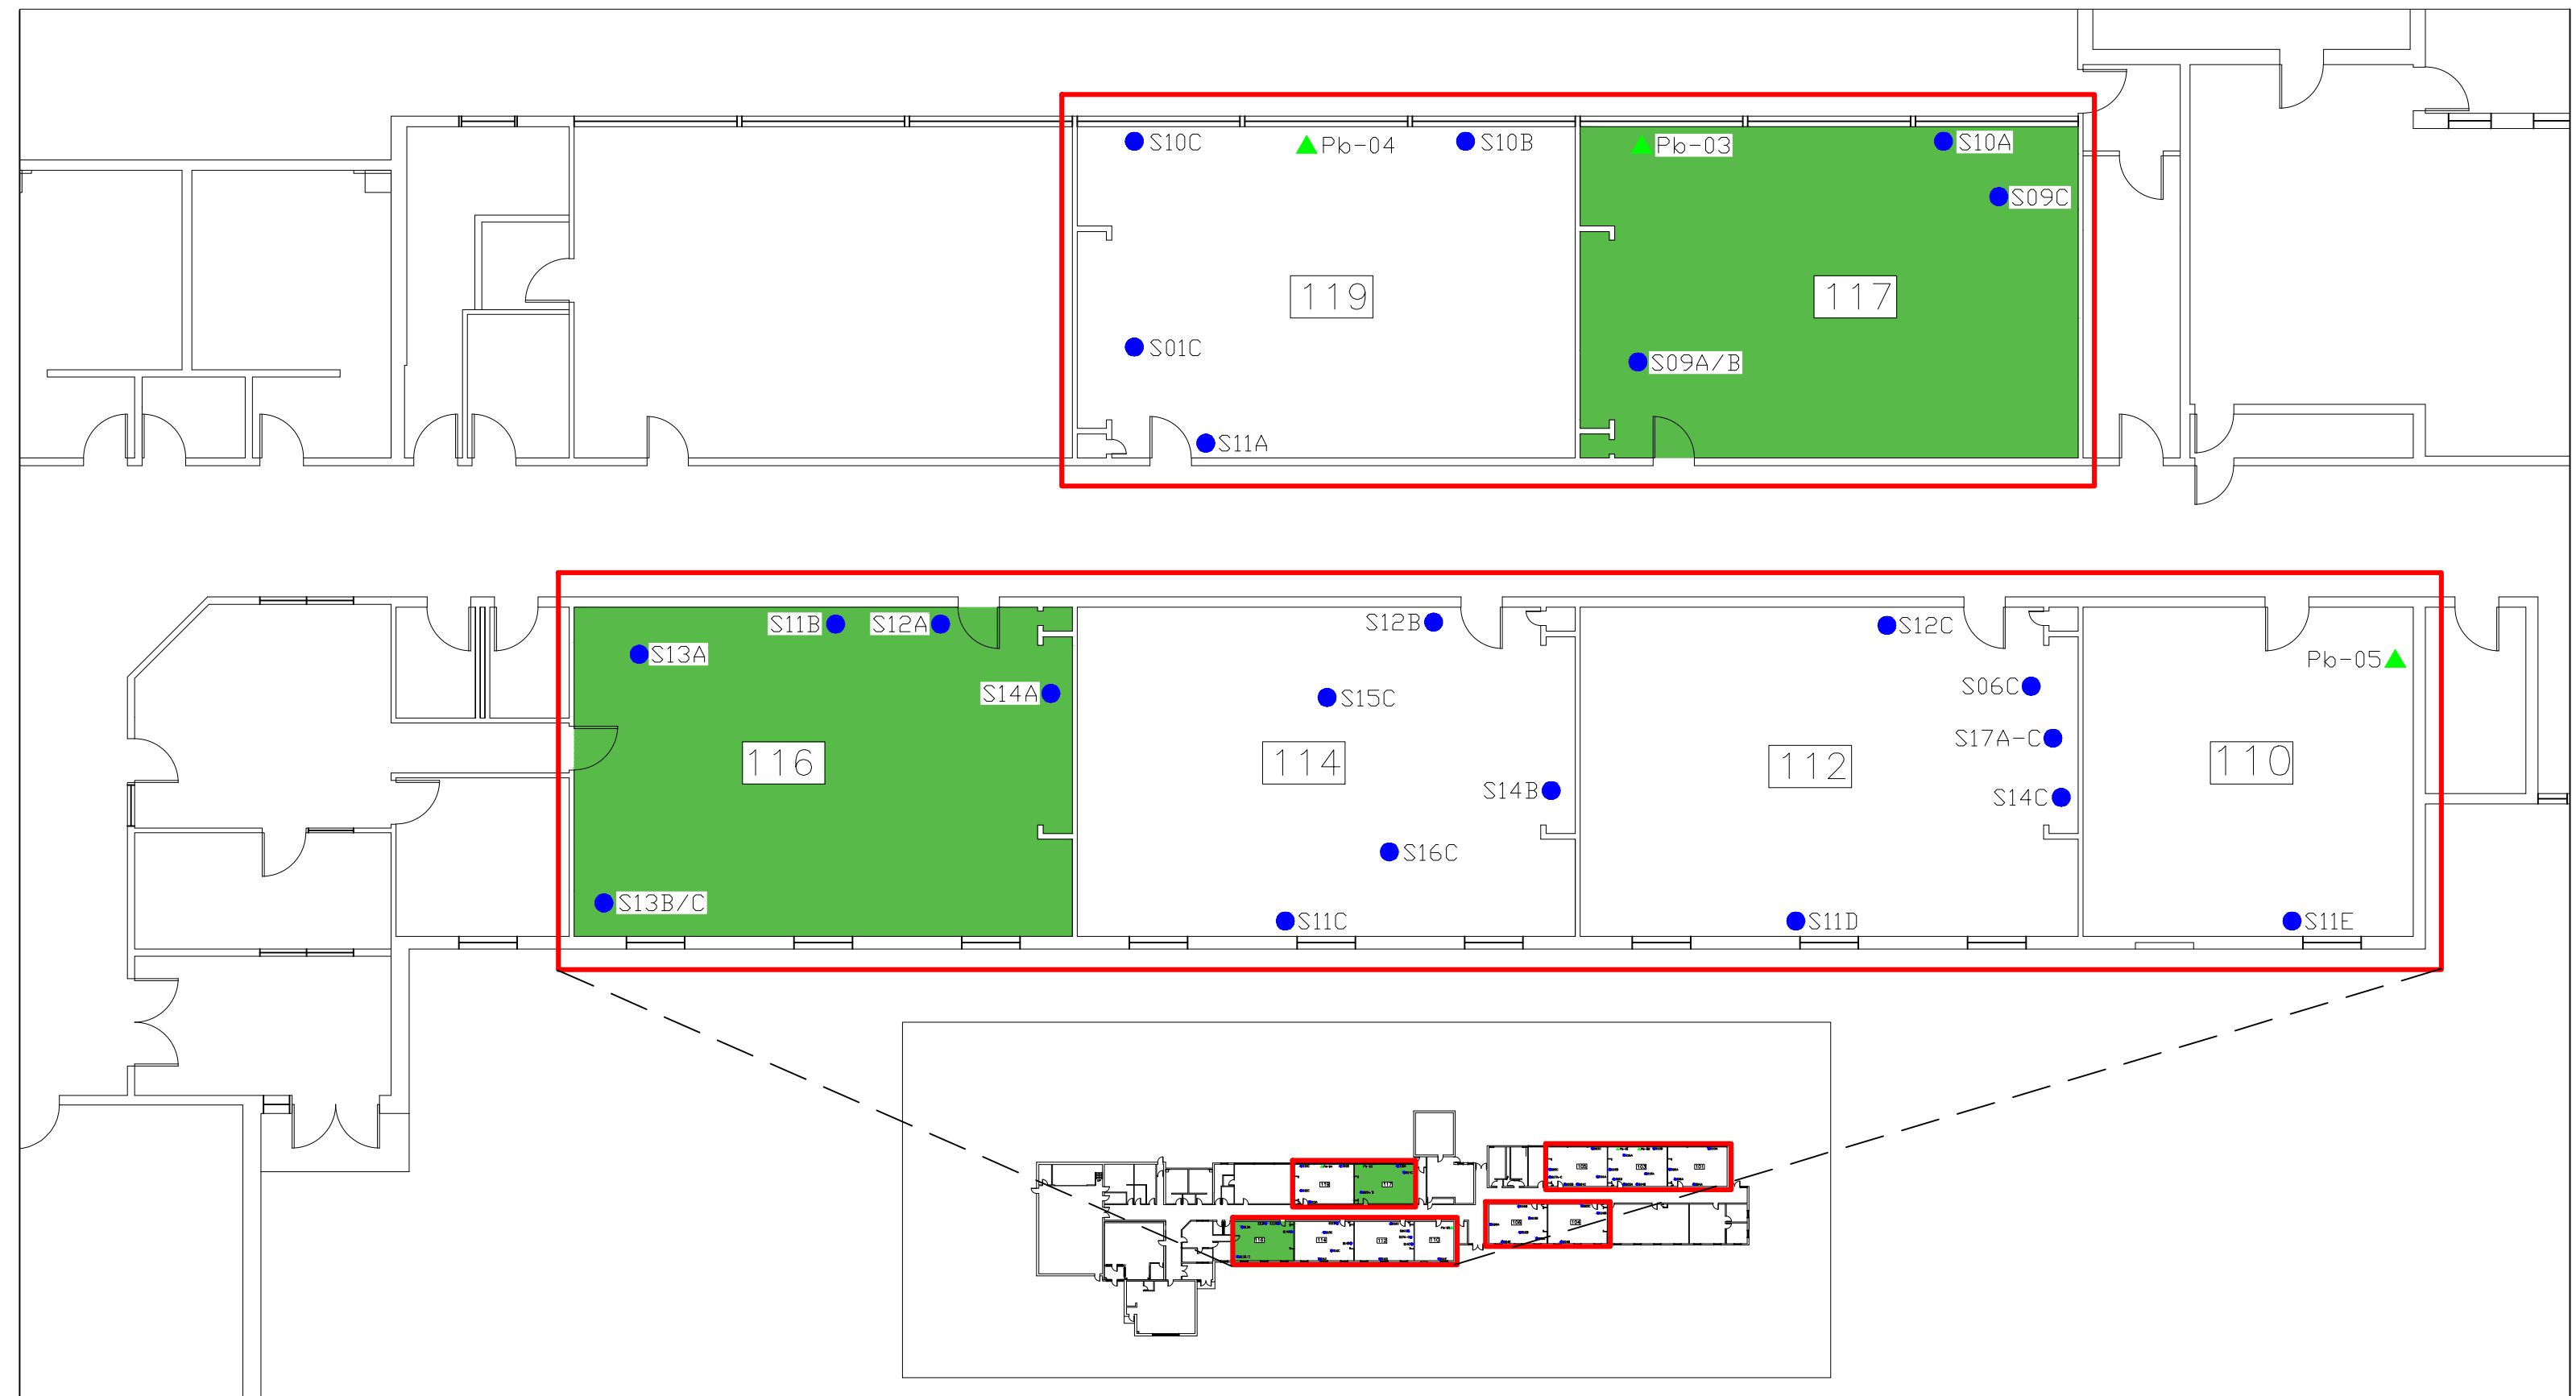 S10C
Pb-04
S10B
Pb-03
S10A
S09C
119
117
S01C
S09A/B
S11A
S11B
S12A
S12B
S12C
S13A
Pb-05
S14A
S15C
S06C
S17A-C
116
114
112
110
S14B
S14C
S16C
S13B/C
S11C
S11D
S11E